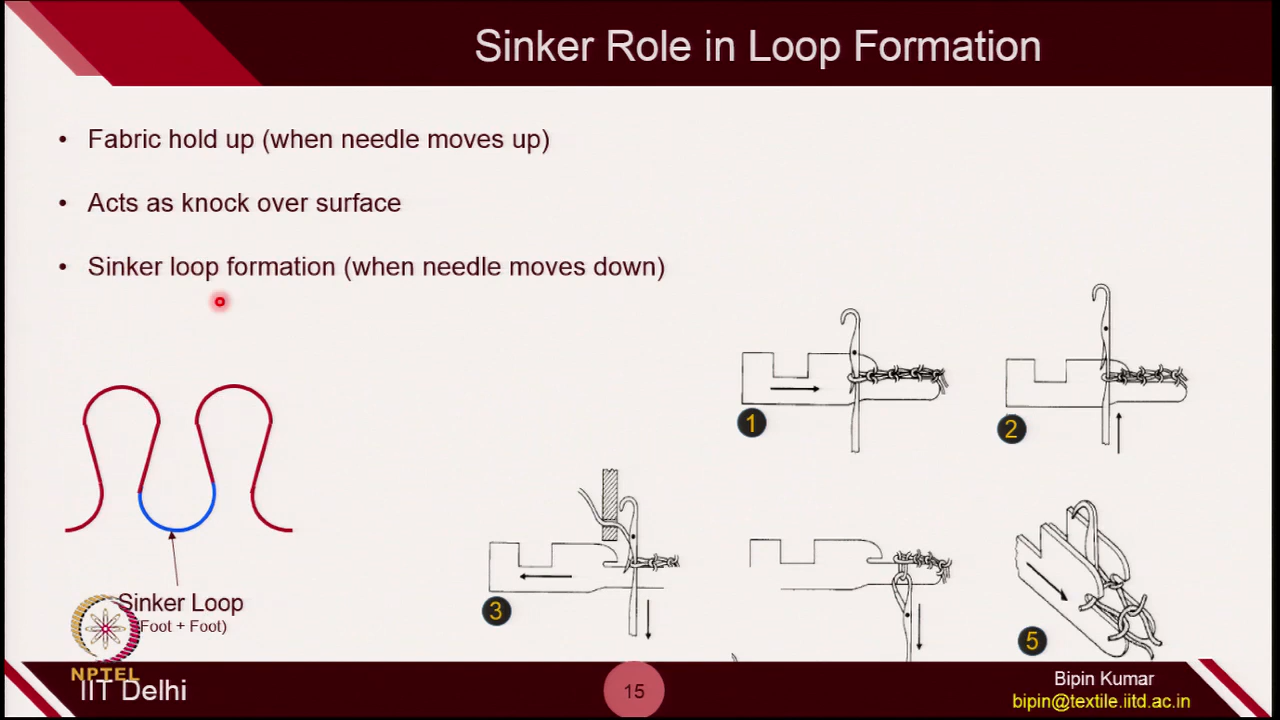 Sinker Role in Loop Formation
• Fabric hold up (when needle moves up)
• Acts as knock over surface
• Sinker loop formation (when needle moves down)
1
2
3
5
Sinker Loop
(Foot + Foot)
NPTEL
IIT Delhi
15
Bipin Kumar
bipin@textile.iitd.ac.in